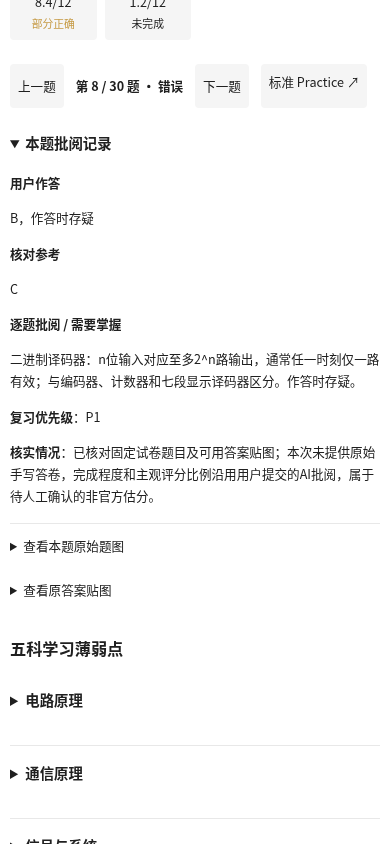 8.4/12
1.2/12
部分正确
未完成
上一题
第 8 / 30 题 · 错误
下一题
标准 Practice ↗
▼ 本题批阅记录
用户作答
B，作答时存疑
核对参考
C
逐题批阅 / 需要掌握
二进制译码器：n位输入对应至多2^n路输出，通常任一时刻仅一路
有效；与编码器、计数器和七段显示译码器区分。作答时存疑。
复习优先级：P1
核实情况：已核对固定试卷题目及可用答案贴图；本次未提供原始
手写答卷，完成程度和主观评分比例沿用用户提交的AI批阅，属于
待人工确认的非官方估分。
▶ 查看本题原始题图
▶ 查看原答案贴图
五科学习薄弱点
▶ 电路原理
▶ 通信原理
▶ 信号与系统